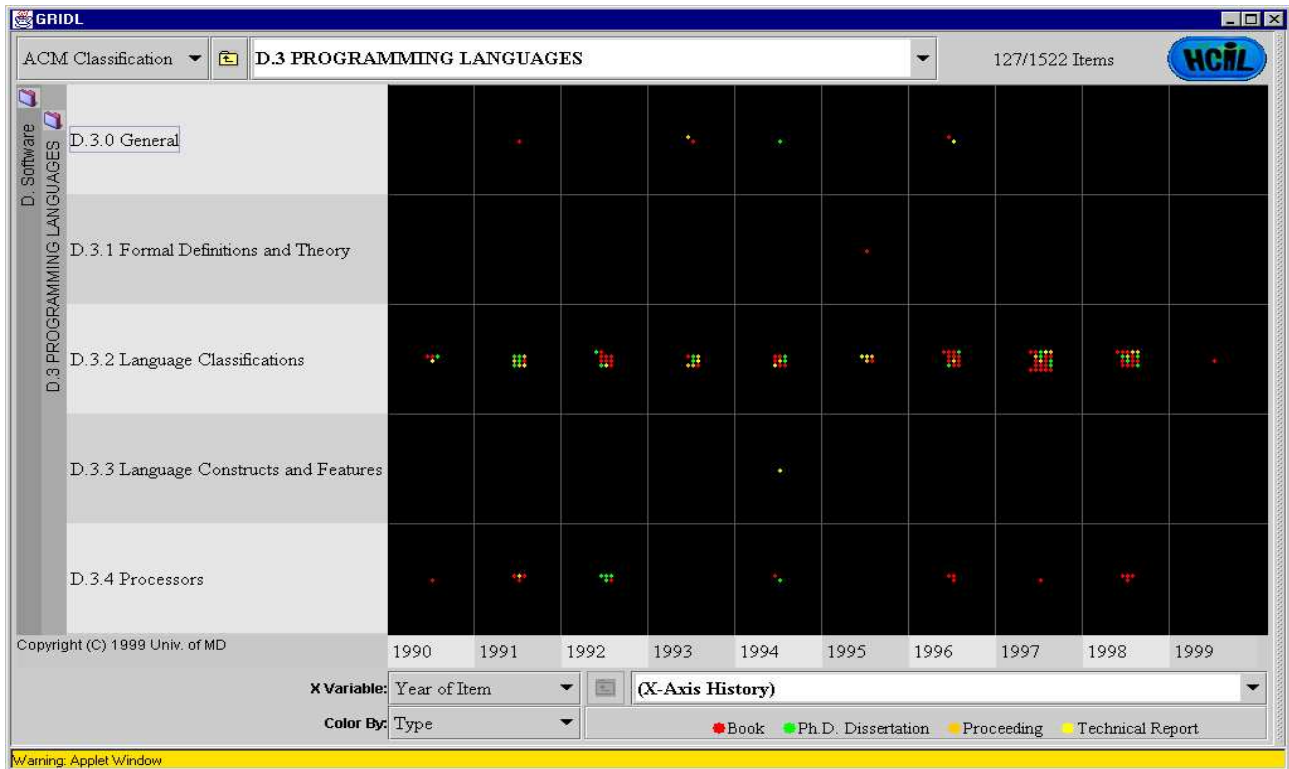 GRIDL
ACM Classification
D.3 PROGRAMMING LANGUAGES
127/1522 Items
HCIL
D. Software
D.3 PROGRAMMING LANGUAGES
D.3.0 General
D.3.1 Formal Definitions and Theory
D.3.2 Language Classifications
D.3.3 Language Constructs and Features
D.3.4 Processors
Copyright (C) 1999 Univ. of MD
1990 1991 1992 1993 1994 1995 1996 1997 1998 1999
X Variable: Year of Item (X-Axis History)
Color By: Type Book Ph.D. Dissertation Proceeding Technical Report
Warning: Applet Window